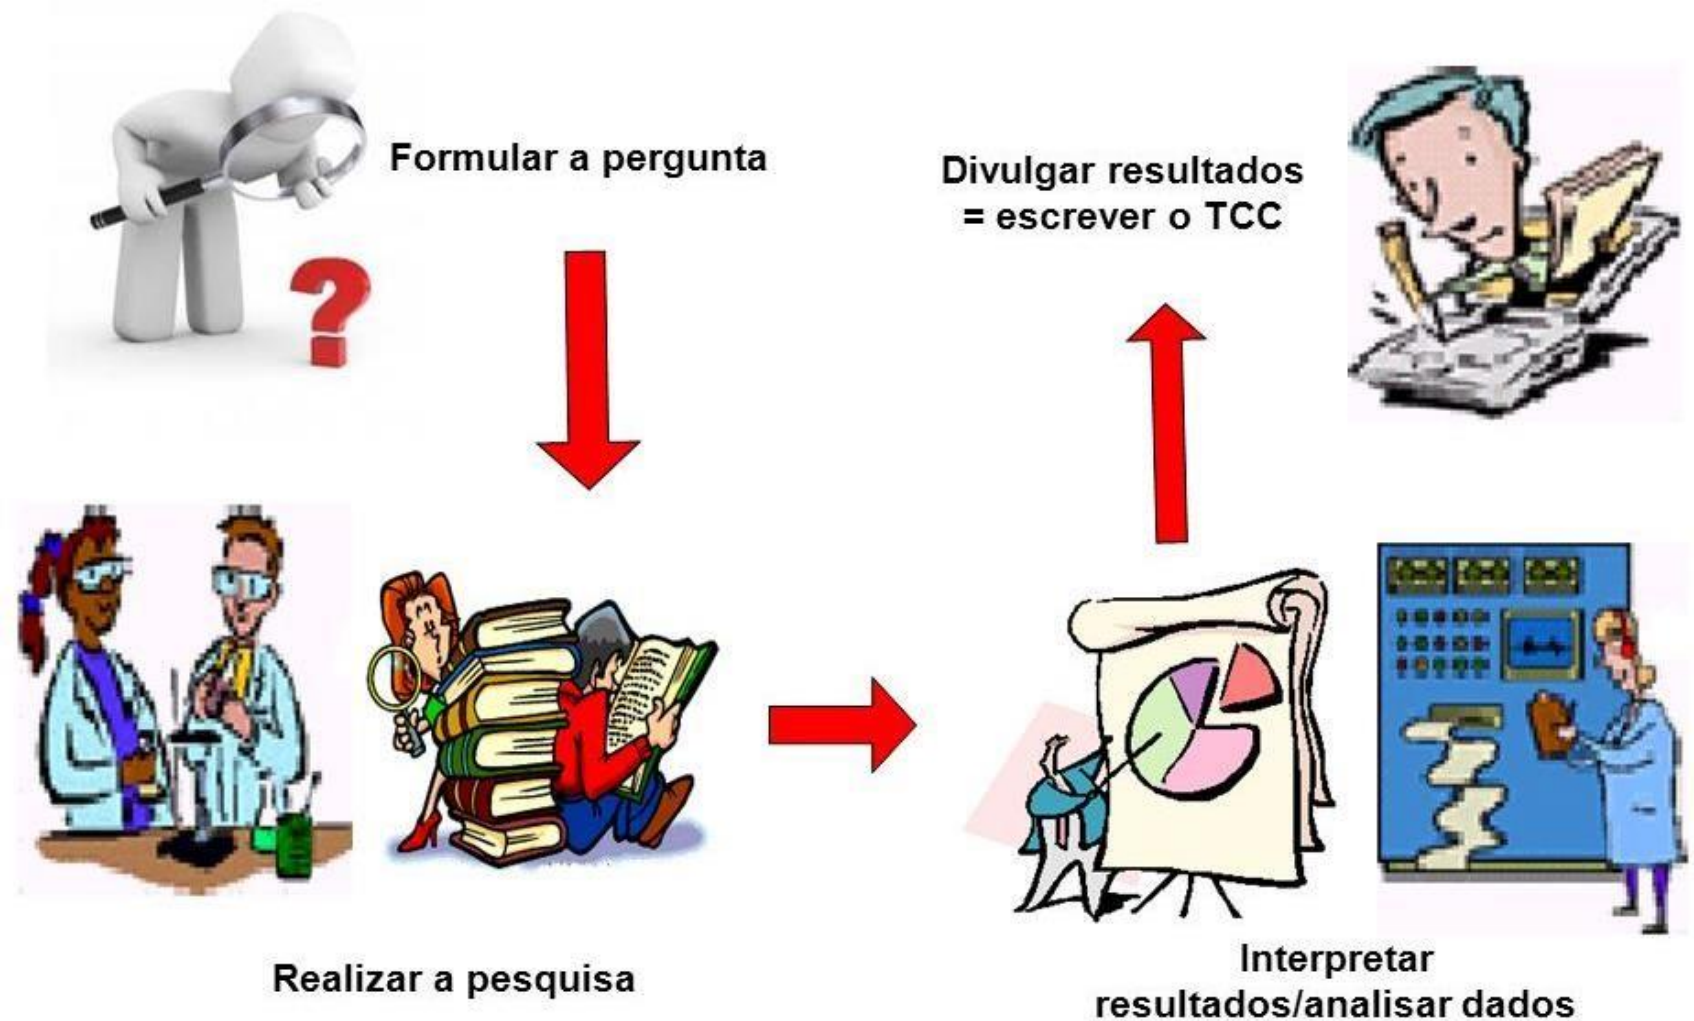 Formular a pergunta
Divulgar resultados
= escrever o TCC
Realizar a pesquisa
Interpretar
resultados/analisar dados